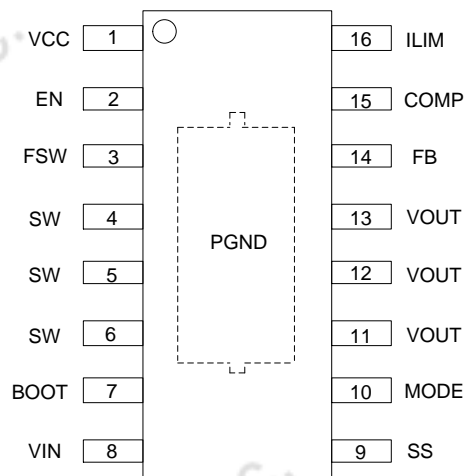 VCC 1 16 ILIM
EN 2 15 COMP
FSW 3 14 FB
SW 4 13 VOUT
PGND
SW 5 12 VOUT
SW 6 11 VOUT
BOOT 7 10 MODE
VIN 8 9 SS